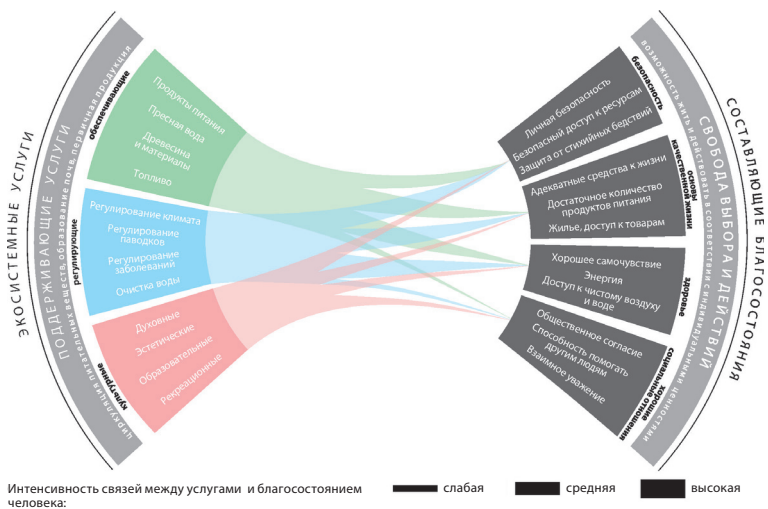 ЭКОСИСТЕМНЫЕ УСЛУГИ
ПОДДЕРЖИВАЮЩИЕ УСЛУГИ
циркуляция питательных веществ, образование почв, первичная продукция
обеспечивающие
Продукты питания
Пресная вода
Древесина
и материалы
Топливо
регулирующие
Регулирование климата
Регулирование
паводков
Регулирование
заболеваний
Очистка воды
культурные
Духовные
Эстетические
Образовательные
Рекреационные
Личная безопасность
Безопасный доступ к ресурсам
Защита от стихийных бедствий
безопасность
Адекватные средства к жизни
Достаточное количество
продуктов питания
Жилье, доступ к товарам
основы
качественной жизни
Хорошее самочувствие
Энергия
Доступ к чистому воздуху
и воде
здоровье
Общественное согласие
Способность помогать
другим людям
Взаимное уважение
хорошие
социальные отношения
СВОБОДА ВЫБОРА И ДЕЙСТВИЙ
возможность жить и действовать в соответствии с индивидуальными ценностями
СОСТАВЛЯЮЩИЕ БЛАГОСОСТОЯНИЯ
Интенсивность связей между услугами и благосостоянием
человека:
слабая
средняя
высокая